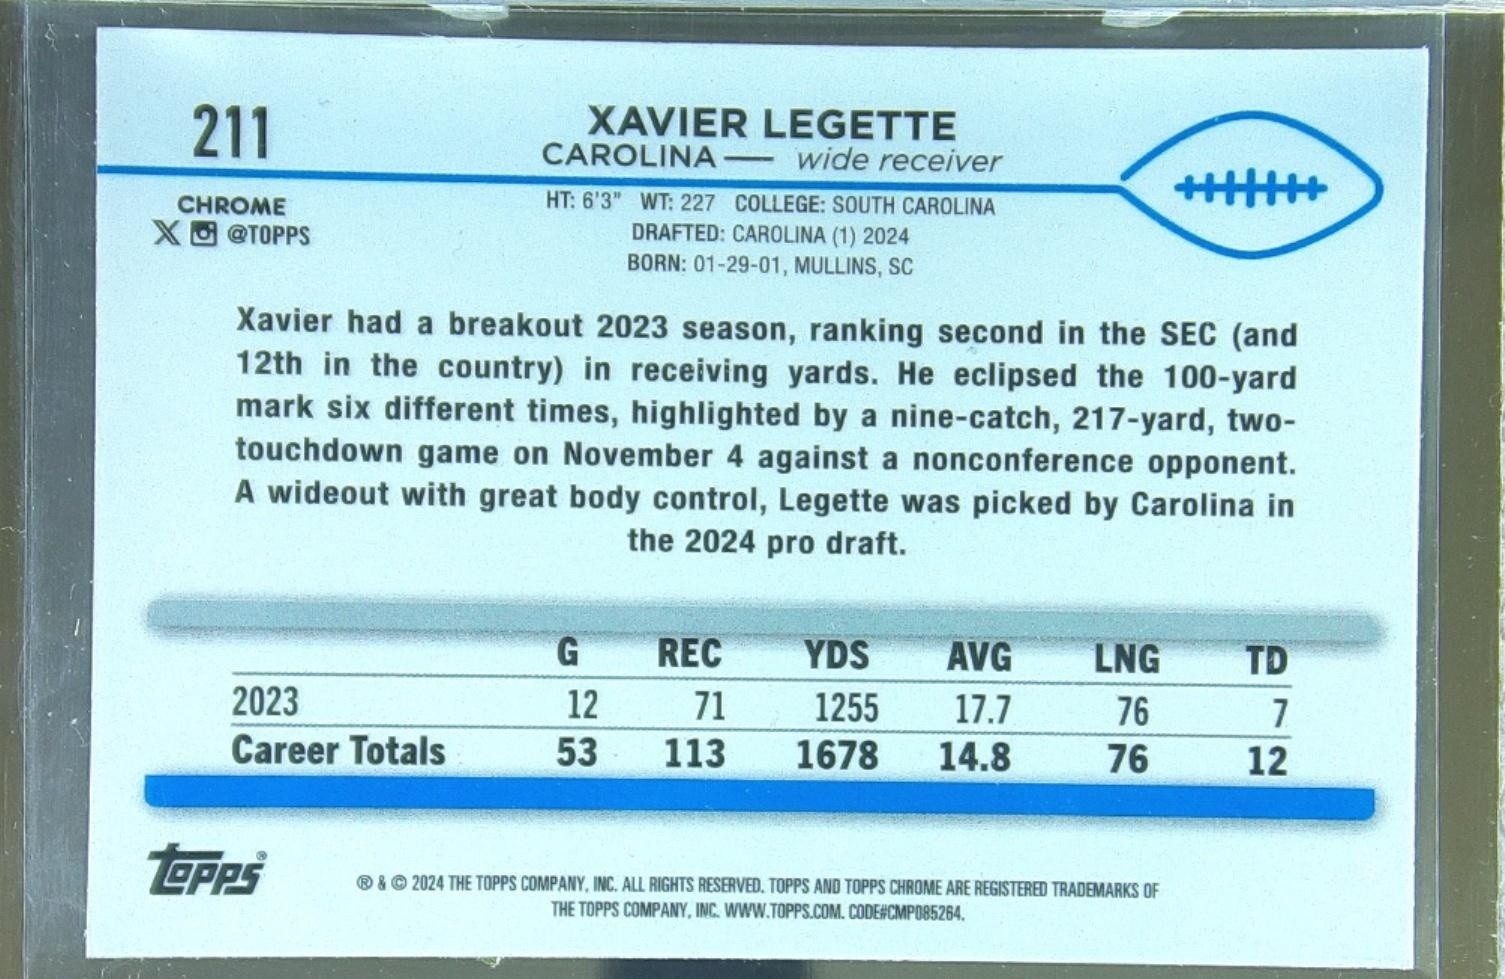 211
XAVIER LEGETTE
CAROLINA — wide receiver
CHROME
X @TOPPS
HT: 6'3" WT: 227 COLLEGE: SOUTH CAROLINA
DRAFTED: CAROLINA (1) 2024
BORN: 01-29-01, MULLINS, SC
Xavier had a breakout 2023 season, ranking second in the SEC (and
12th in the country) in receiving yards. He eclipsed the 100-yard
mark six different times, highlighted by a nine-catch, 217-yard, two-
touchdown game on November 4 against a nonconference opponent.
A wideout with great body control, Legette was picked by Carolina in
the 2024 pro draft.
G REC YDS AVG LNG TD
2023 12 71 1255 17.7 76 7
Career Totals 53 113 1678 14.8 76 12
Topps®
® & © 2024 THE TOPPS COMPANY, INC. ALL RIGHTS RESERVED. TOPPS AND TOPPS CHROME ARE REGISTERED TRADEMARKS OF
THE TOPPS COMPANY, INC. WWW.TOPPS.COM. CODE#CMP085264.